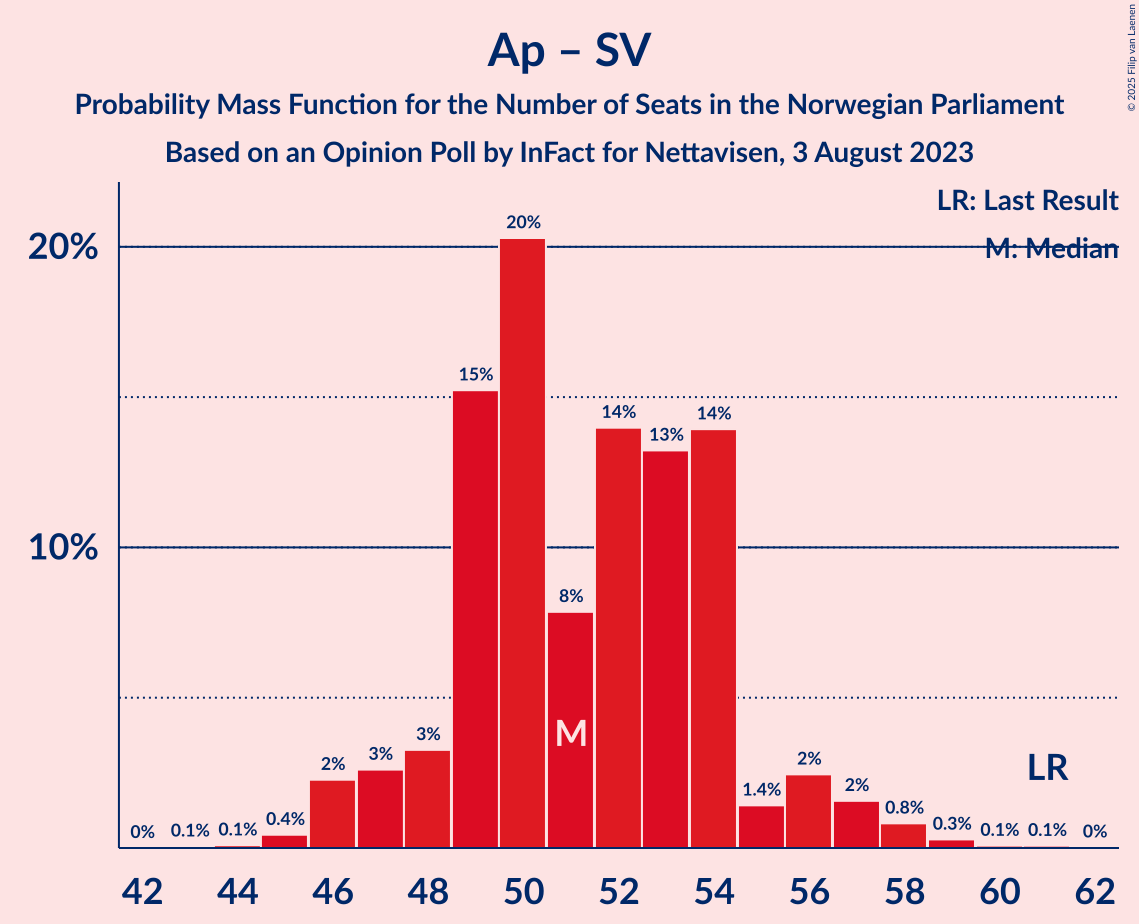 Ap – SV
Probability Mass Function for the Number of Seats in the Norwegian Parliament
Based on an Opinion Poll by InFact for Nettavisen, 3 August 2023
© 2025 Filip van Laenen
LR: Last Result
M: Median
20%
10%
0% 0.1% 0.1% 0.4% 2% 3% 3% 15% 20% 8% 14% 13% 14% 1.4% 2% 2% 0.8% 0.3% 0.1% 0.1% 0%
M
LR
42 44 46 48 50 52 54 56 58 60 62